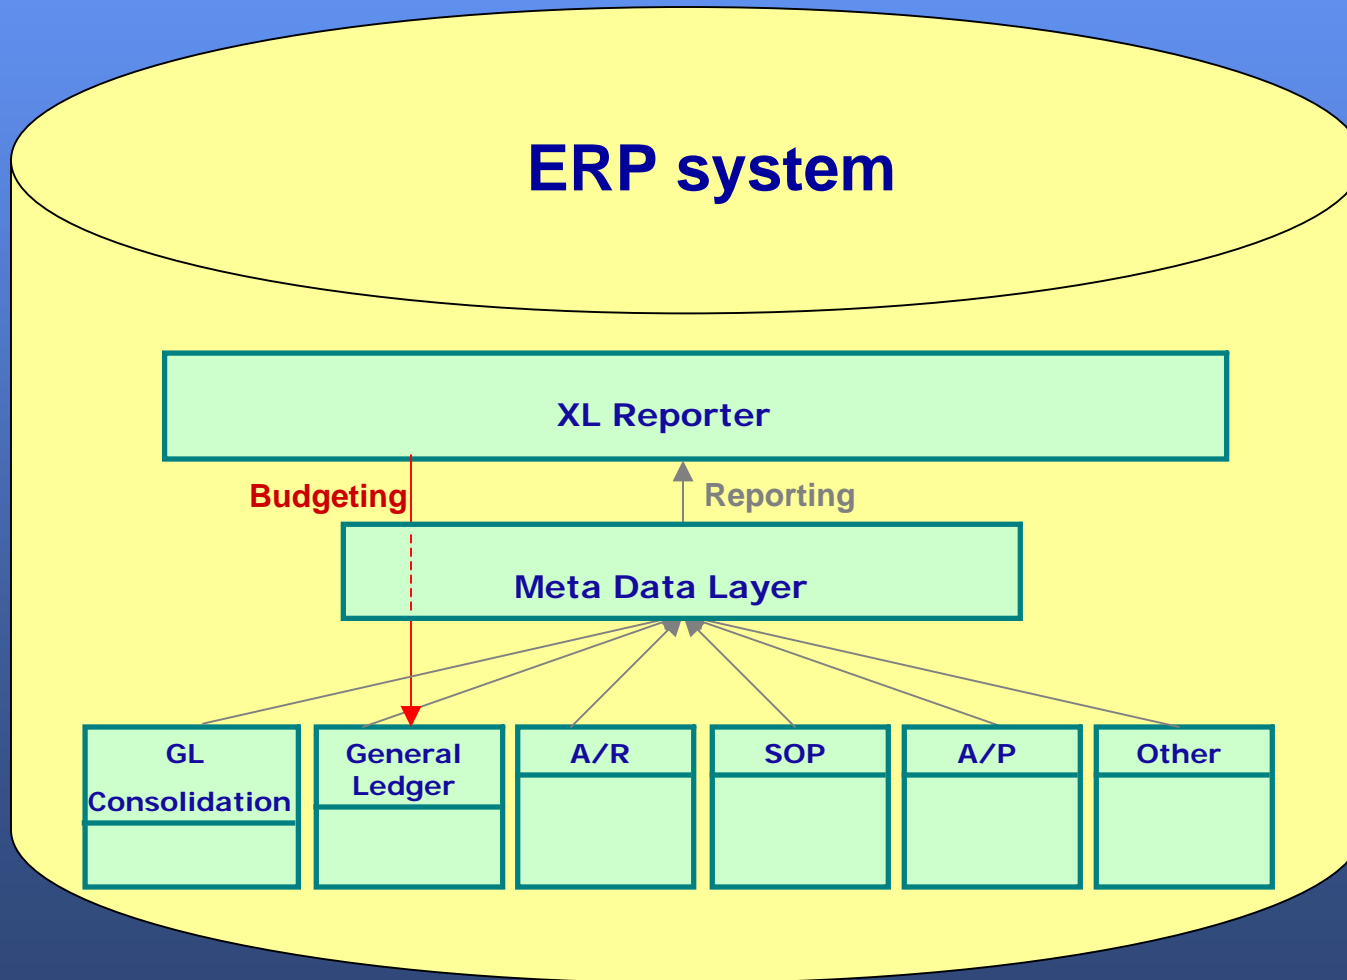 ERP system
XL Reporter
Budgeting
Reporting
Meta Data Layer
GL
Consolidation
General
Ledger
A/R
SOP
A/P
Other